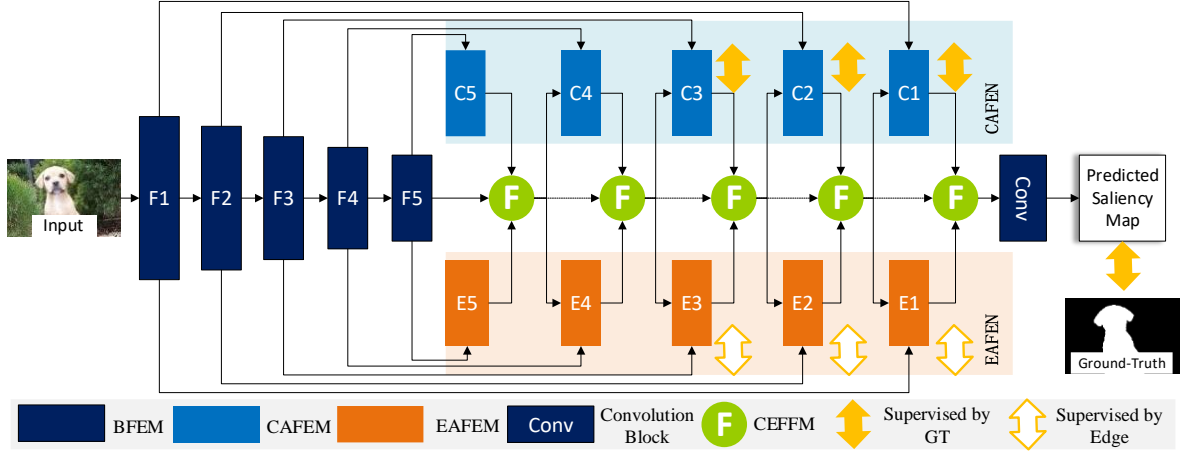 C5
C4
C3
C2
C1
CAFEN
F1
F2
F3
F4
F5
F
F
F
F
F
Conv
Predicted
Saliency
Map
Input
E5
E4
E3
E2
E1
EAFEN
Ground-Truth
BFEM
CAFEM
EAFEM
Conv
Convolution
Block
F
CEFFM
Supervised by
GT
Supervised by
Edge